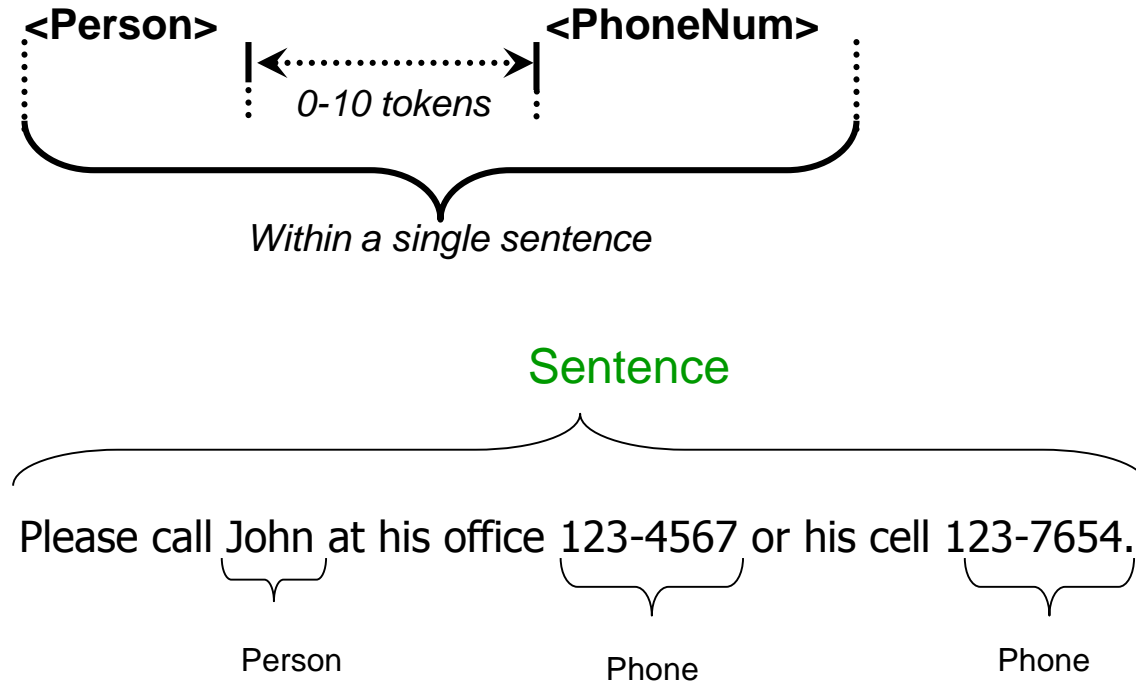 <Person> <PhoneNum>
0-10 tokens
Within a single sentence
Sentence
Please call John at his office 123-4567 or his cell 123-7654.
Person Phone Phone